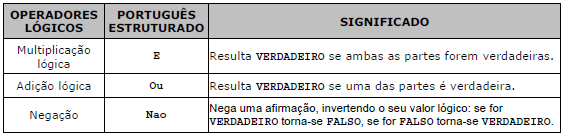 OPERADORES LÓGICOS
PORTUGUÊS ESTRUTURADO
SIGNIFICADO
Multiplicação lógica
E
Resulta VERDADEIRO se ambas as partes forem verdadeiras.
Adição lógica
Ou
Resulta VERDADEIRO se uma das partes é verdadeira.
Negação
Nao
Nega uma afirmação, invertendo o seu valor lógico: se for
VERDADEIRO torna-se FALSO, se for FALSO torna-se VERDADEIRO.